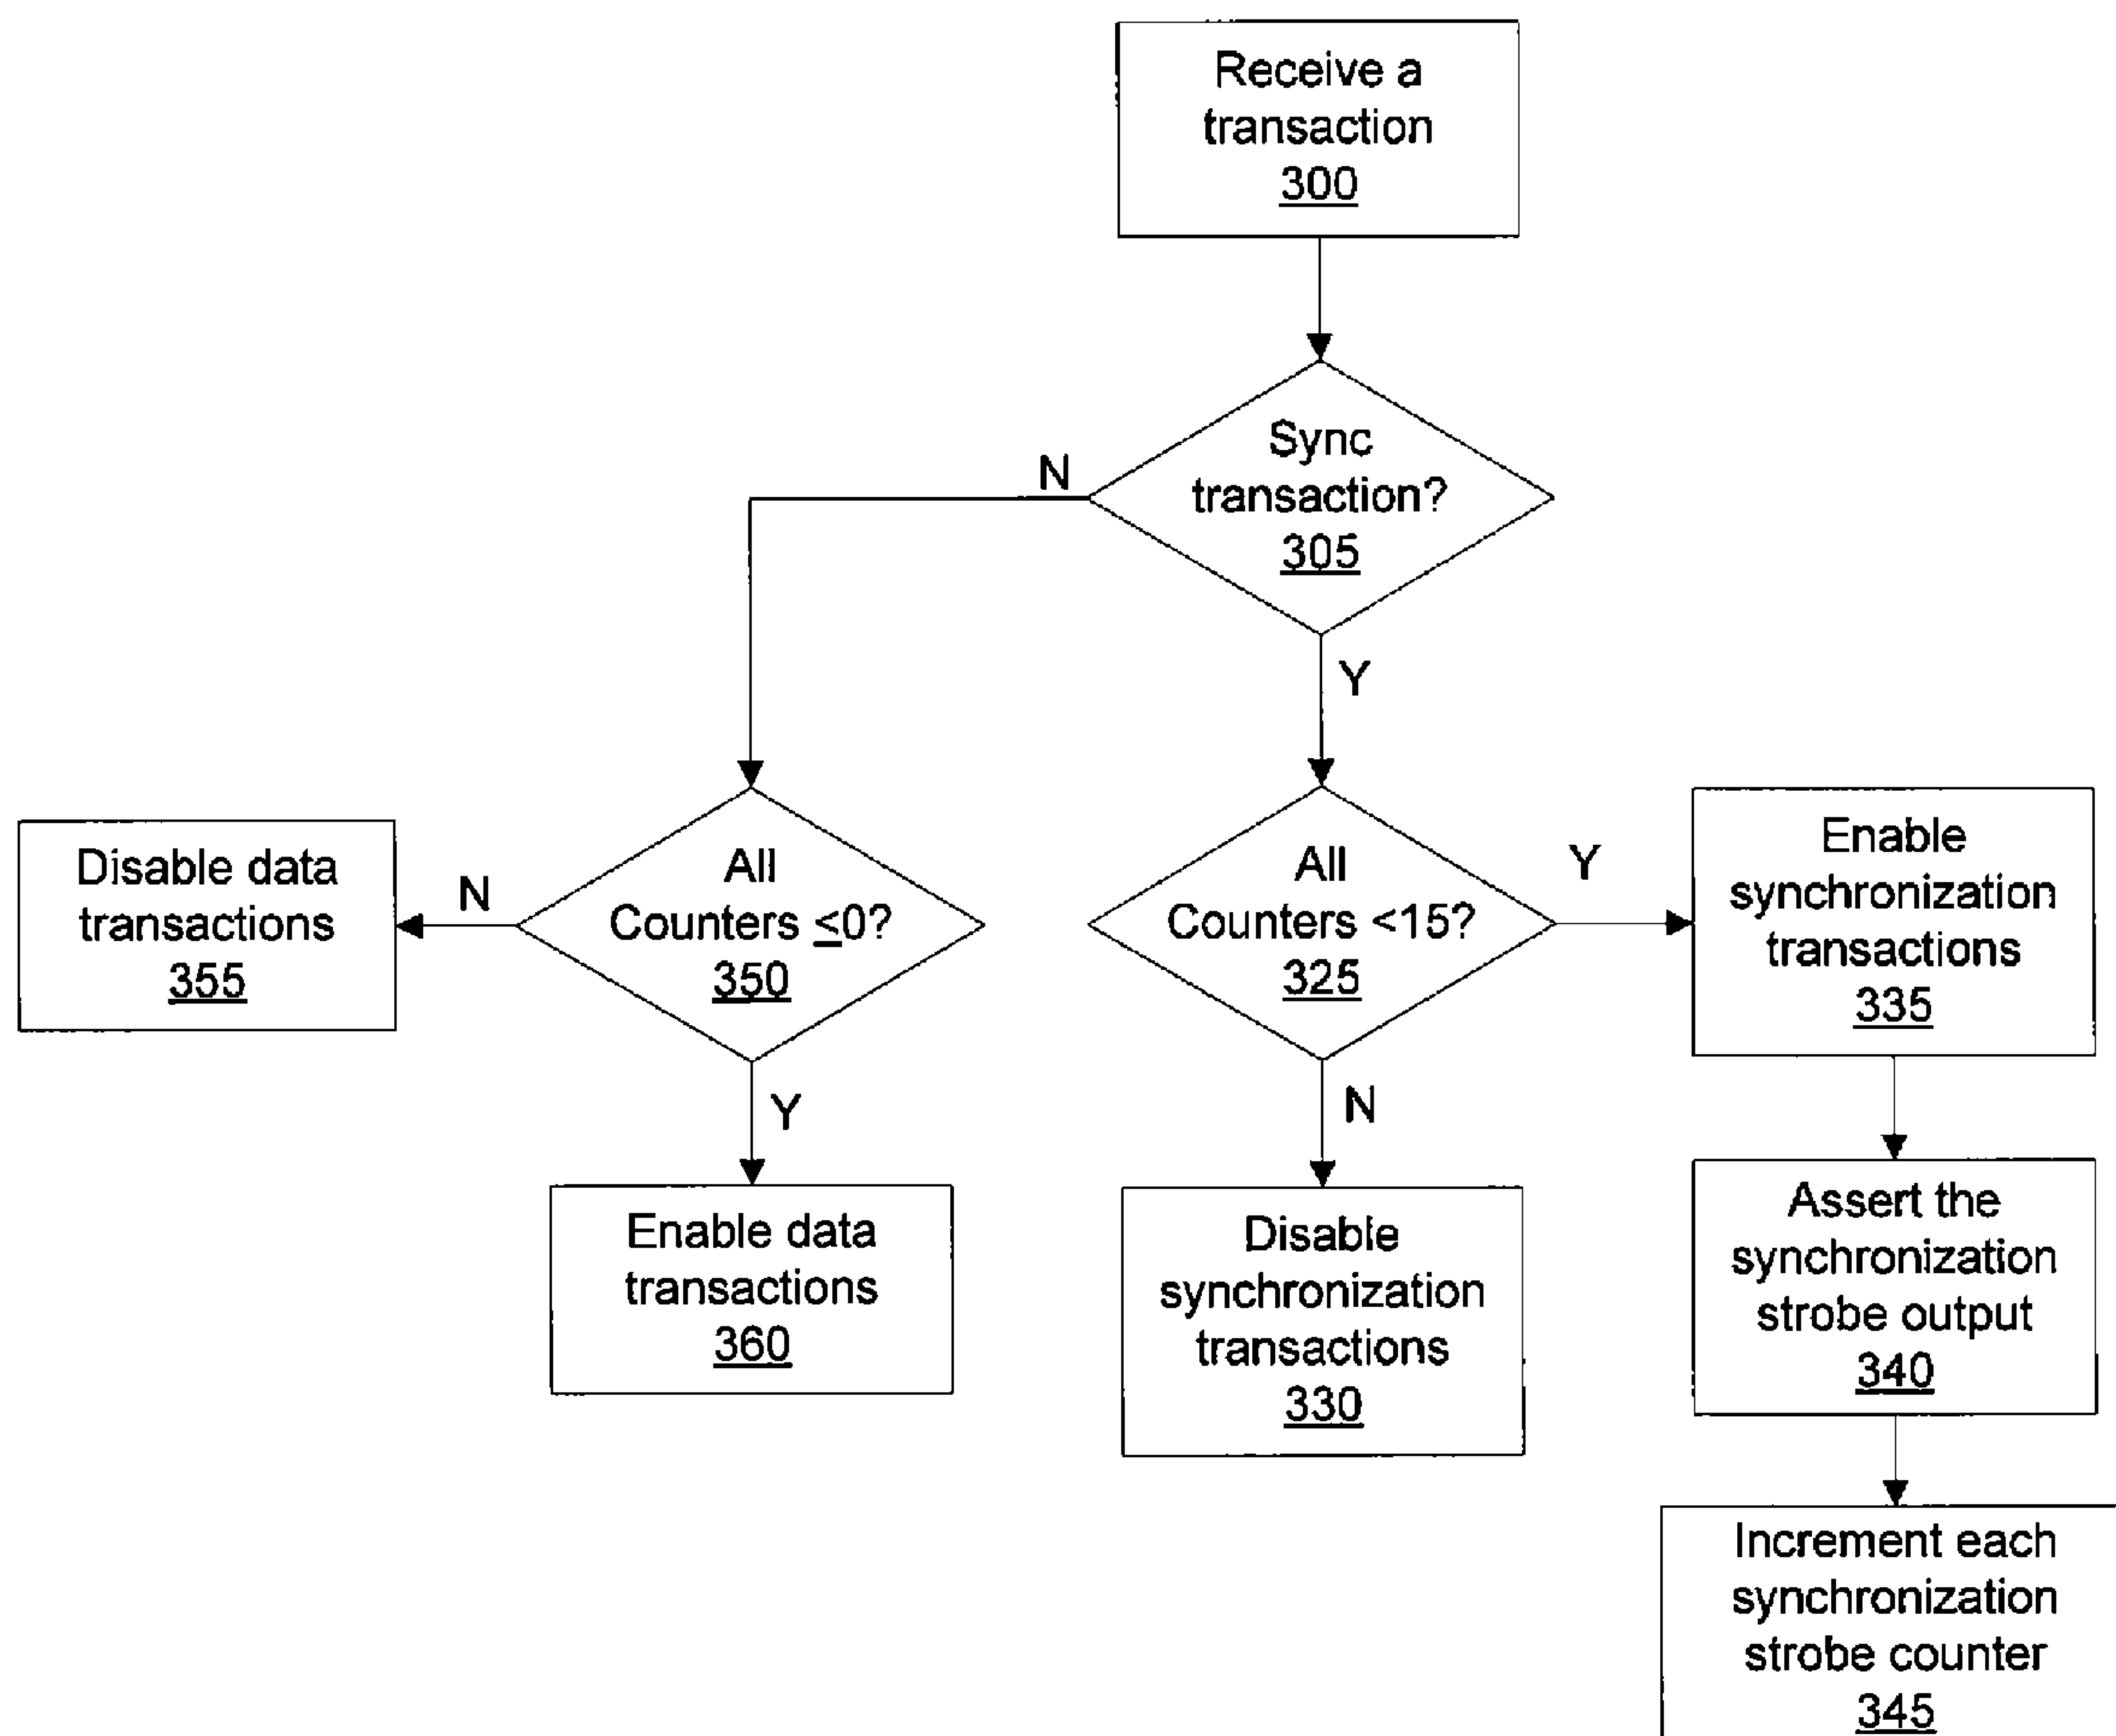 Receive a
transaction
300
Sync
transaction?
305
N
Y
Disable data
transactions
355
N
All
Counters ≤0?
350
Y
Enable data
transactions
360
All
Counters <15?
325
Y
N
Disable
synchronization
transactions
330
Enable
synchronization
transactions
335
Assert the
synchronization
strobe output
340
Increment each
synchronization
strobe counter
345